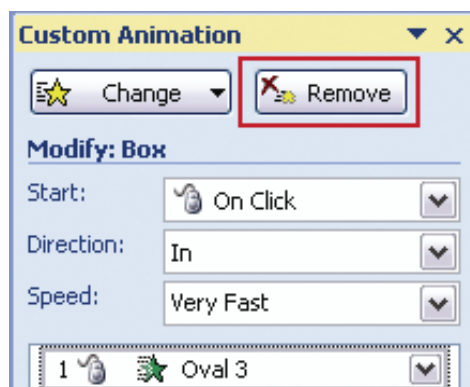 Custom Animation
Change Remove
Modify: Box
Start: On Click
Direction: In
Speed: Very Fast
1 Oval 3